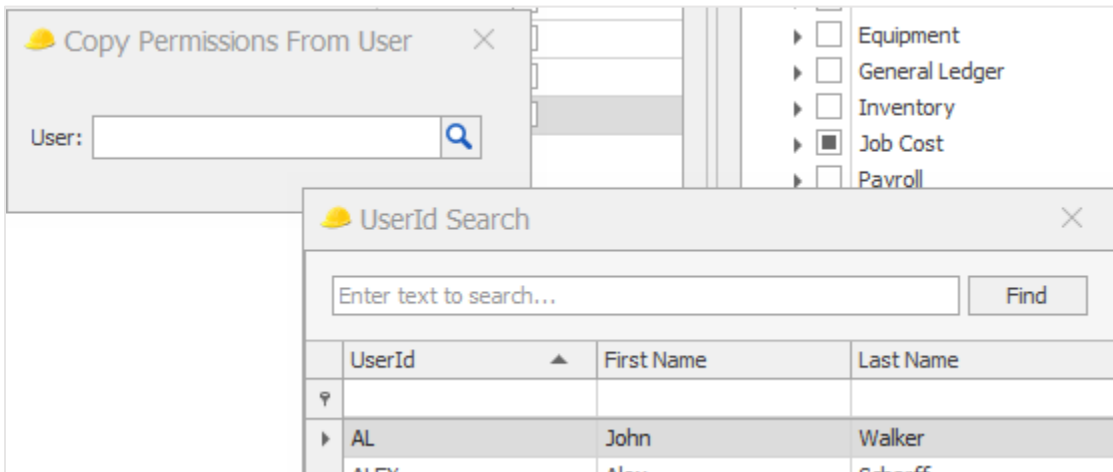 Copy Permissions From User
User:
Equipment
General Ledger
Inventory
Job Cost
Payroll
UserId Search
Enter text to search...
Find
UserId First Name Last Name
AL John Walker